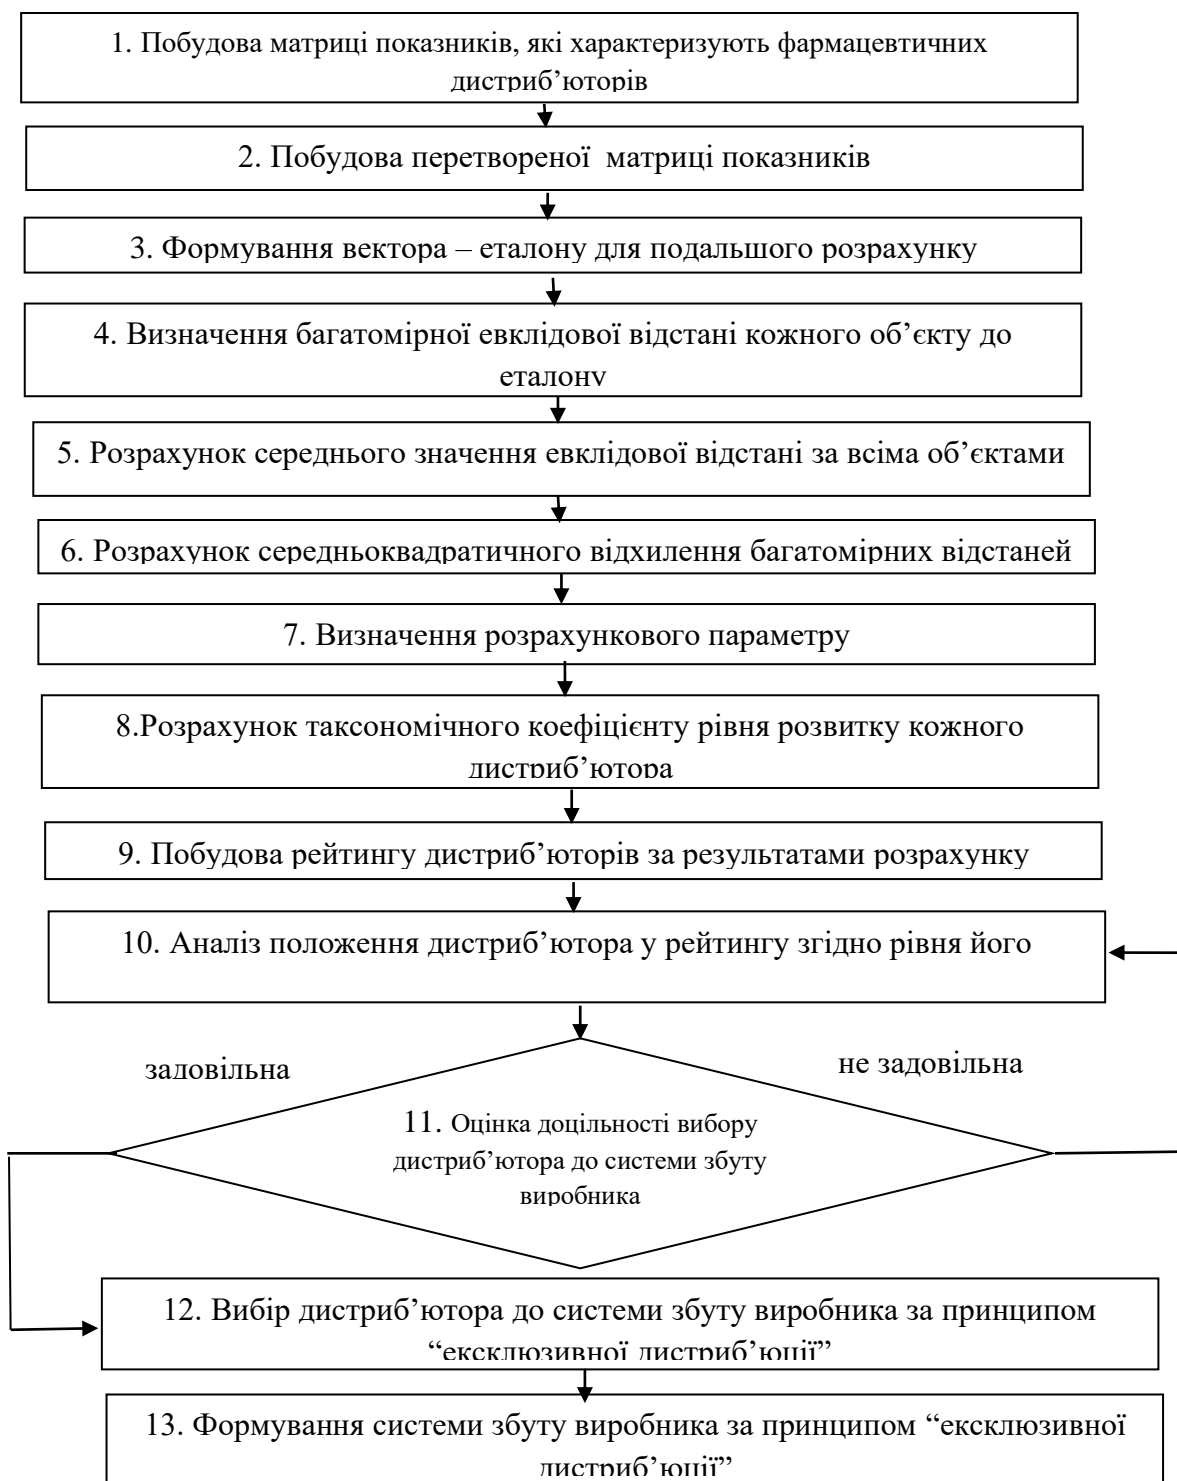 1. Побудова матриці показників, які характеризують фармацевтичних
дистриб’юторів
2. Побудова перетвореної матриці показників
3. Формування вектора – еталону для подальшого розрахунку
4. Визначення багатомірної евклідової відстані кожного об’єкту до
еталону
5. Розрахунок середнього значення евклідової відстані за всіма об’єктами
6. Розрахунок середньоквадратичного відхилення багатомірних відстаней
7. Визначення розрахункового параметру
8.Розрахунок таксономічного коефіцієнту рівня розвитку кожного
дистриб’ютора
9. Побудова рейтингу дистриб’юторів за результатами розрахунку
10. Аналіз положення дистриб’ютора у рейтингу згідно рівня його
задовільна
не задовільна
11. Оцінка доцільності вибору
дистриб’ютора до системи збуту
виробника
12. Вибір дистриб’ютора до системи збуту виробника за принципом
“ексклюзивної дистриб’юції”
13. Формування системи збуту виробника за принципом “ексклюзивної
дистриб’юції”